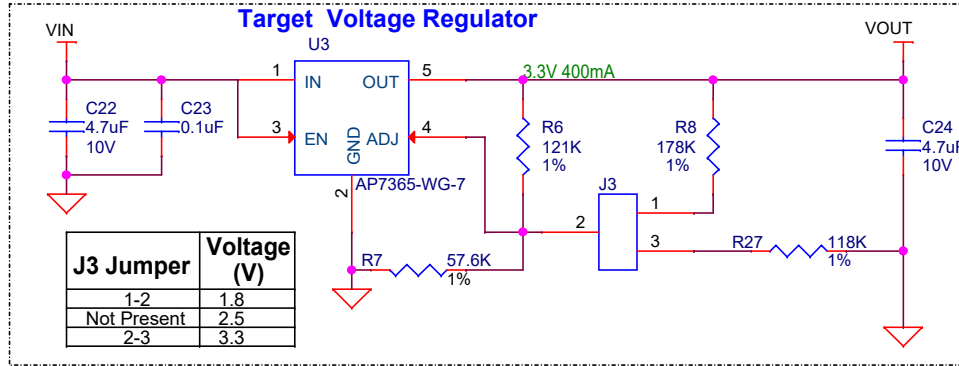 Target Voltage Regulator
VIN
VOUT
U3
1
IN
OUT
5
3.3V 400mA
C22
4.7uF
10V
C23
0.1uF
3
EN
GND
ADJ
4
2
AP7365-WG-7
R6
121K
1%
R8
178K
1%
C24
4.7uF
10V
J3
1
2
3
R27
118K
1%
R7
57.6K
1%
J3 Jumper Voltage
(V)
1-2 1.8
Not Present 2.5
2-3 3.3